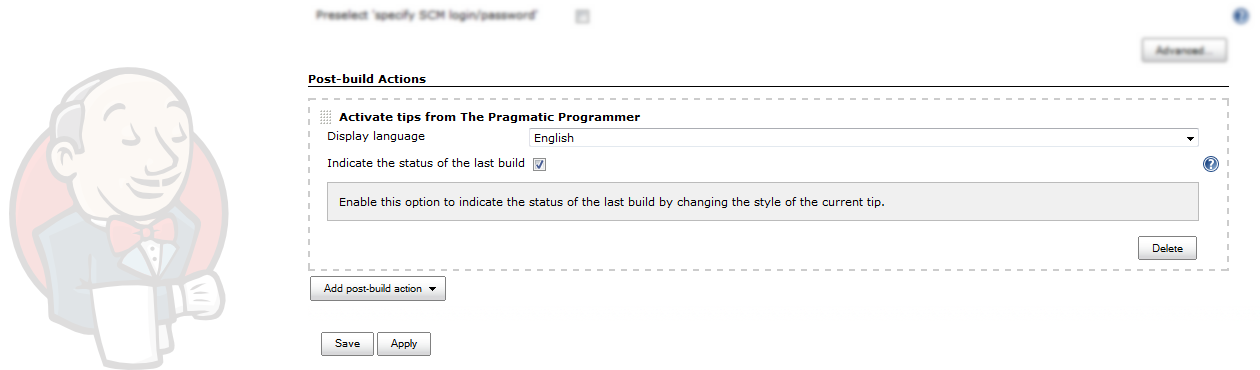 Preselect 'specify SCM login/password'
Advanced...
Post-build Actions
Activate tips from The Pragmatic Programmer
Display language English
Indicate the status of the last build
Enable this option to indicate the status of the last build by changing the style of the current tip.
Delete
Add post-build action
Save Apply